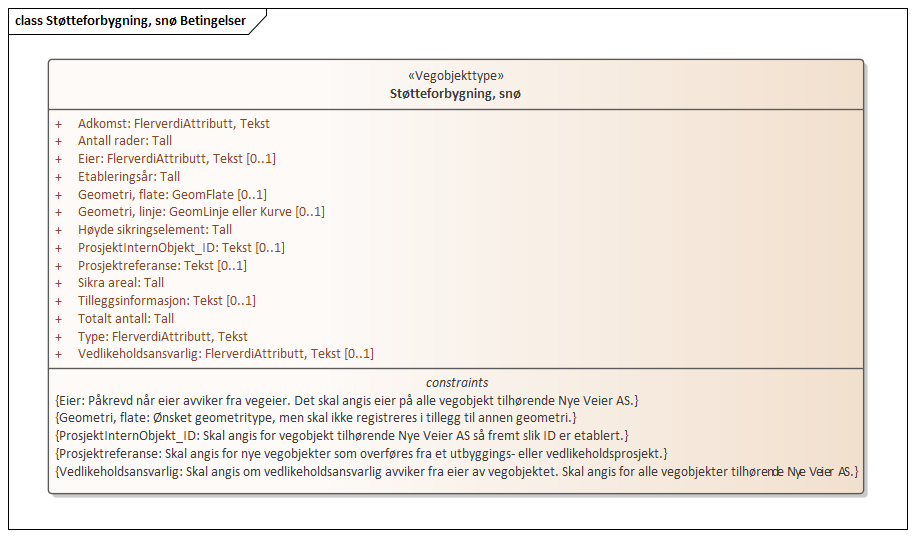 class Støtteforbygning, snø Betingelser
«Vegobjekttype»
Støtteforbygning, snø
+ Adkomst: FlerverdiAttributt, Tekst
+ Antall rader: Tall
+ Eier: FlerverdiAttributt, Tekst [0..1]
+ Etableringsår: Tall
+ Geometri, flate: GeomFlate [0..1]
+ Geometri, linje: GeomLinje eller Kurve [0..1]
+ Høyde sikringselement: Tall
+ ProsjektInternObjekt_ID: Tekst [0..1]
+ Prosjektreferanse: Tekst [0..1]
+ Sikra areal: Tall
+ Tilleggsinformasjon: Tekst [0..1]
+ Totalt antall: Tall
+ Type: FlerverdiAttributt, Tekst
+ Vedlikeholdsansvarlig: FlerverdiAttributt, Tekst [0..1]
constraints
{Eier: Påkrevd når eier avviker fra vegeier. Det skal angis eier på alle vegobjekt tilhørende Nye Veier AS.}
{Geometri, flate: Ønsket geometritype, men skal ikke registreres i tillegg til annen geometri.}
{ProsjektInternObjekt_ID: Skal angis for vegobjekt tilhørende Nye Veier AS så fremt slik ID er etablert.}
{Prosjektreferanse: Skal angis for nye vegobjekter som overføres fra et utbyggings- eller vedlikeholdsprosjekt.}
{Vedlikeholdsansvarlig: Skal angis om vedlikeholdsansvarlig avviker fra eier av vegobjektet. Skal angis for alle vegobjekter tilhørende Nye Veier AS.}